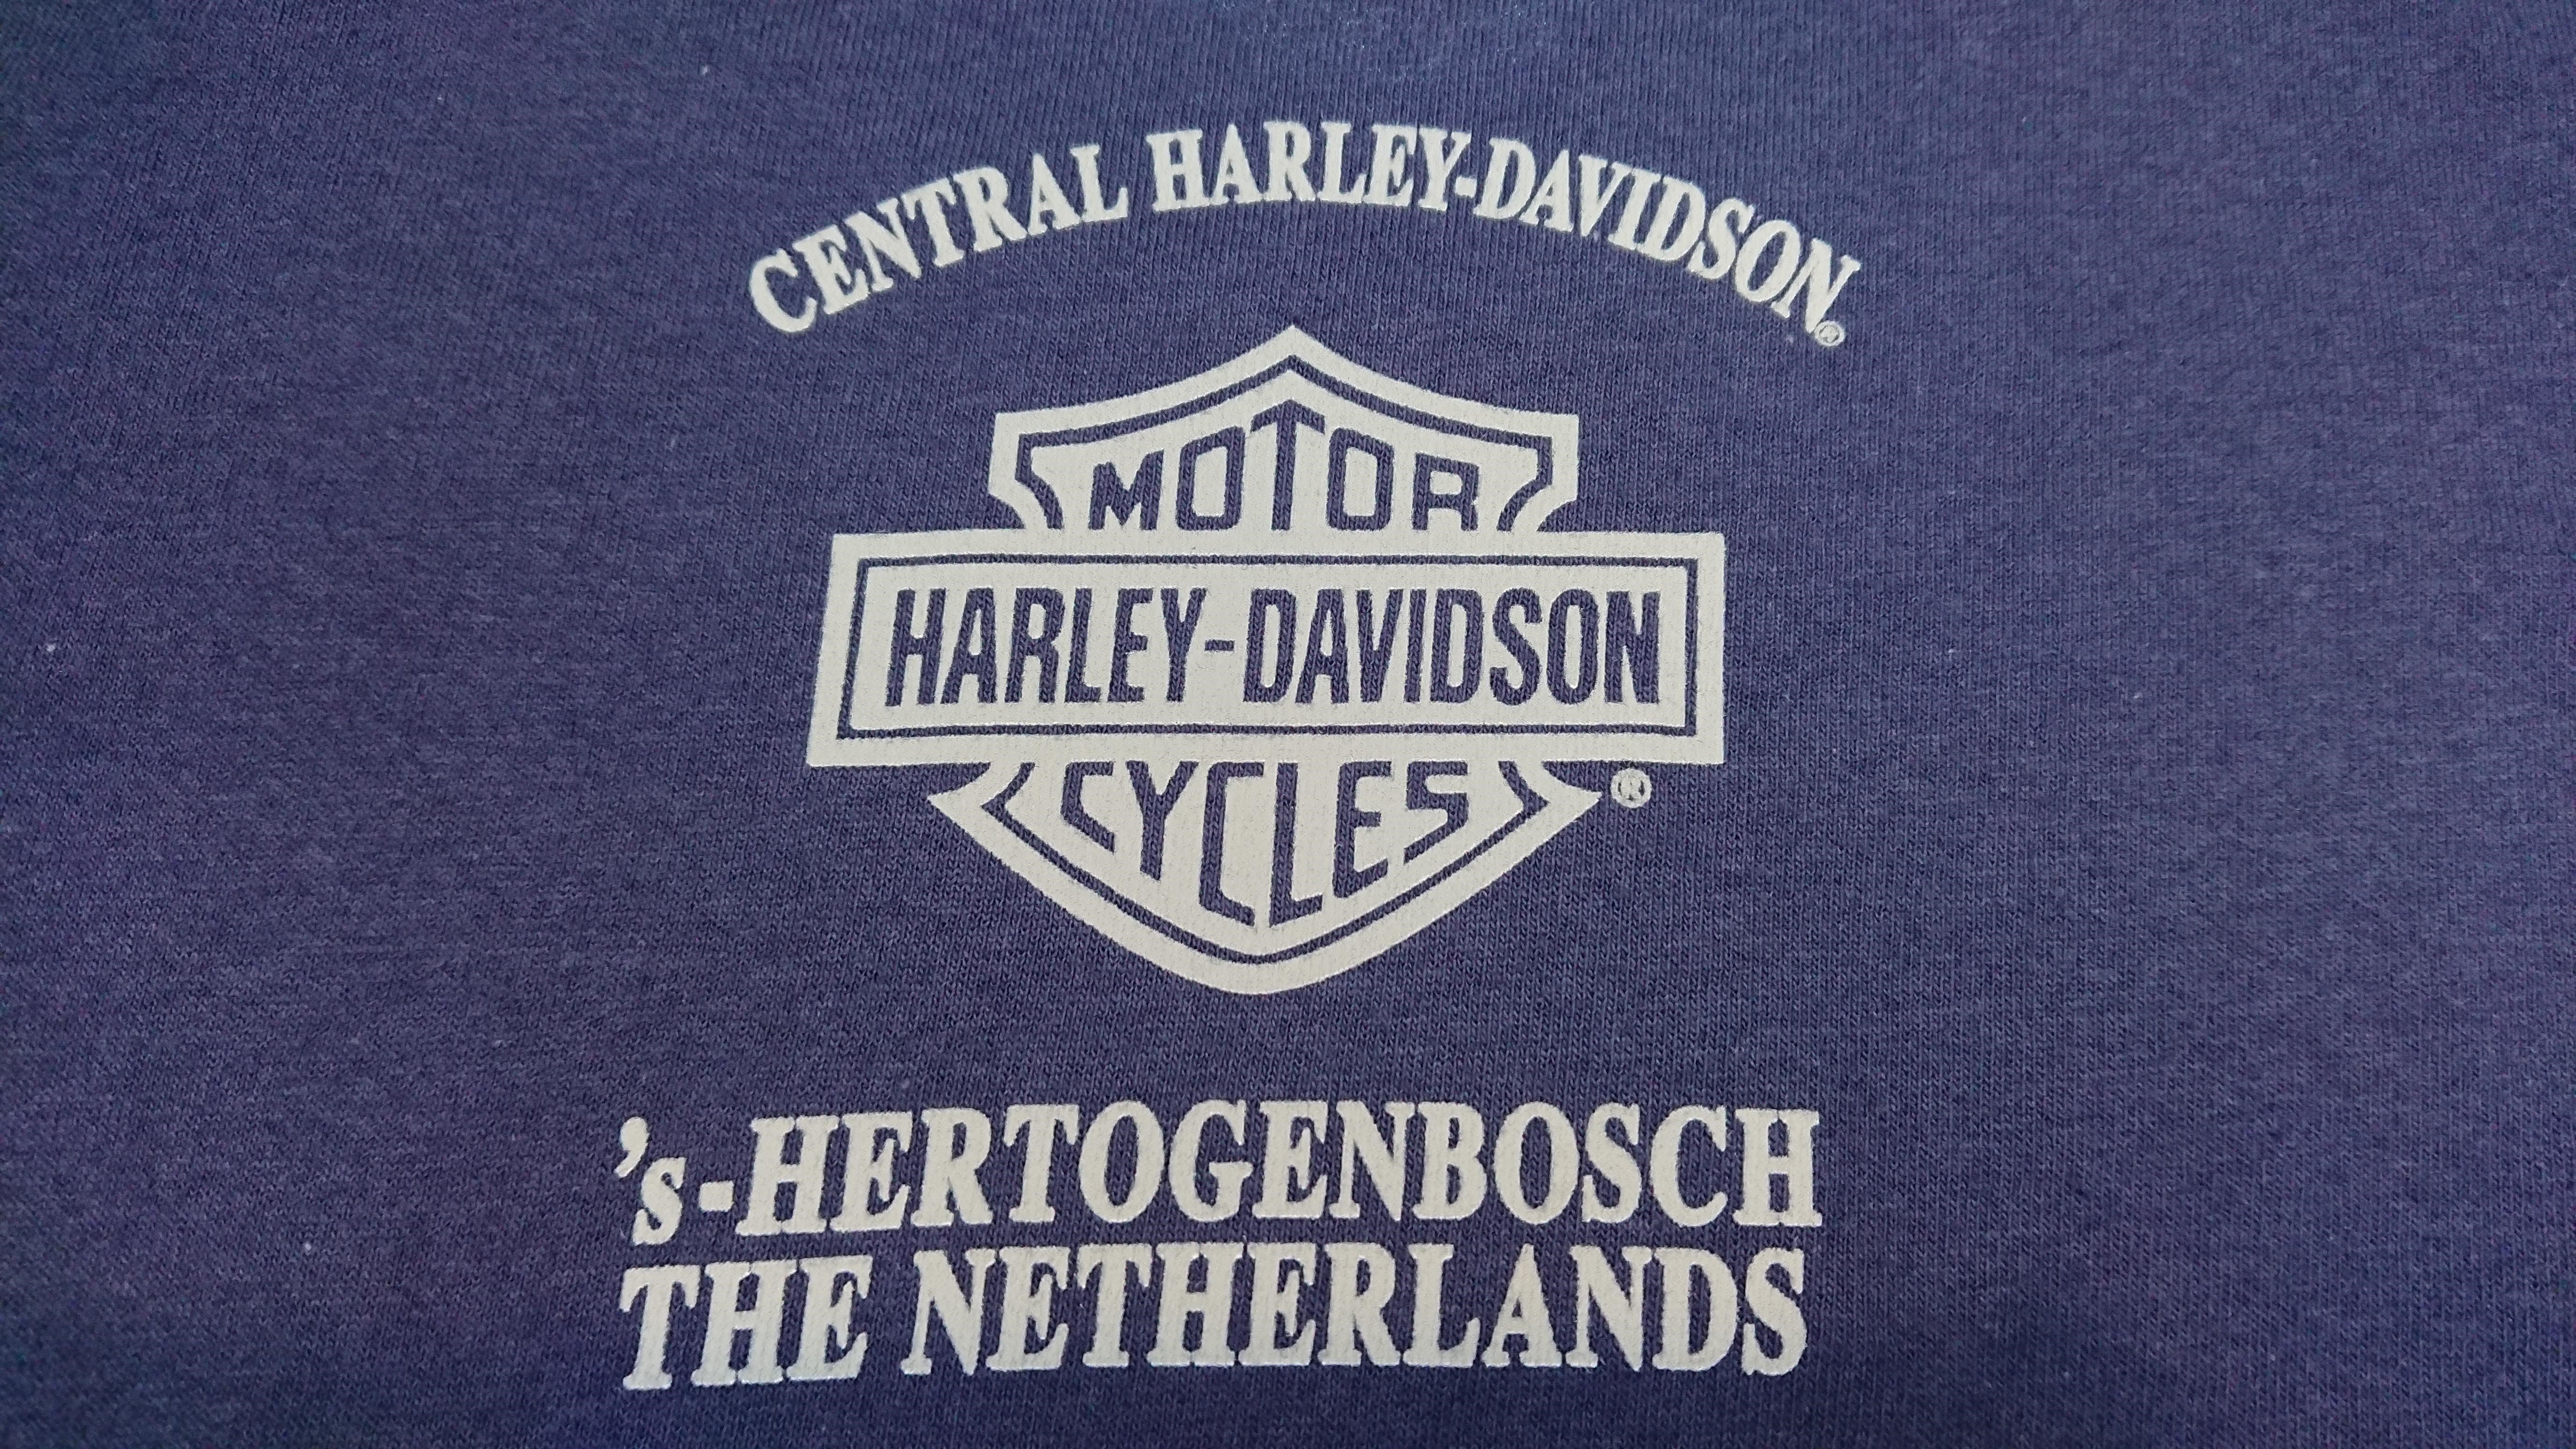 CENTRAL HARLEY-DAVIDSON®
MOTOR
HARLEY-DAVIDSON
CYCLES
®
's-HERTOGENBOSCH
THE NETHERLANDS